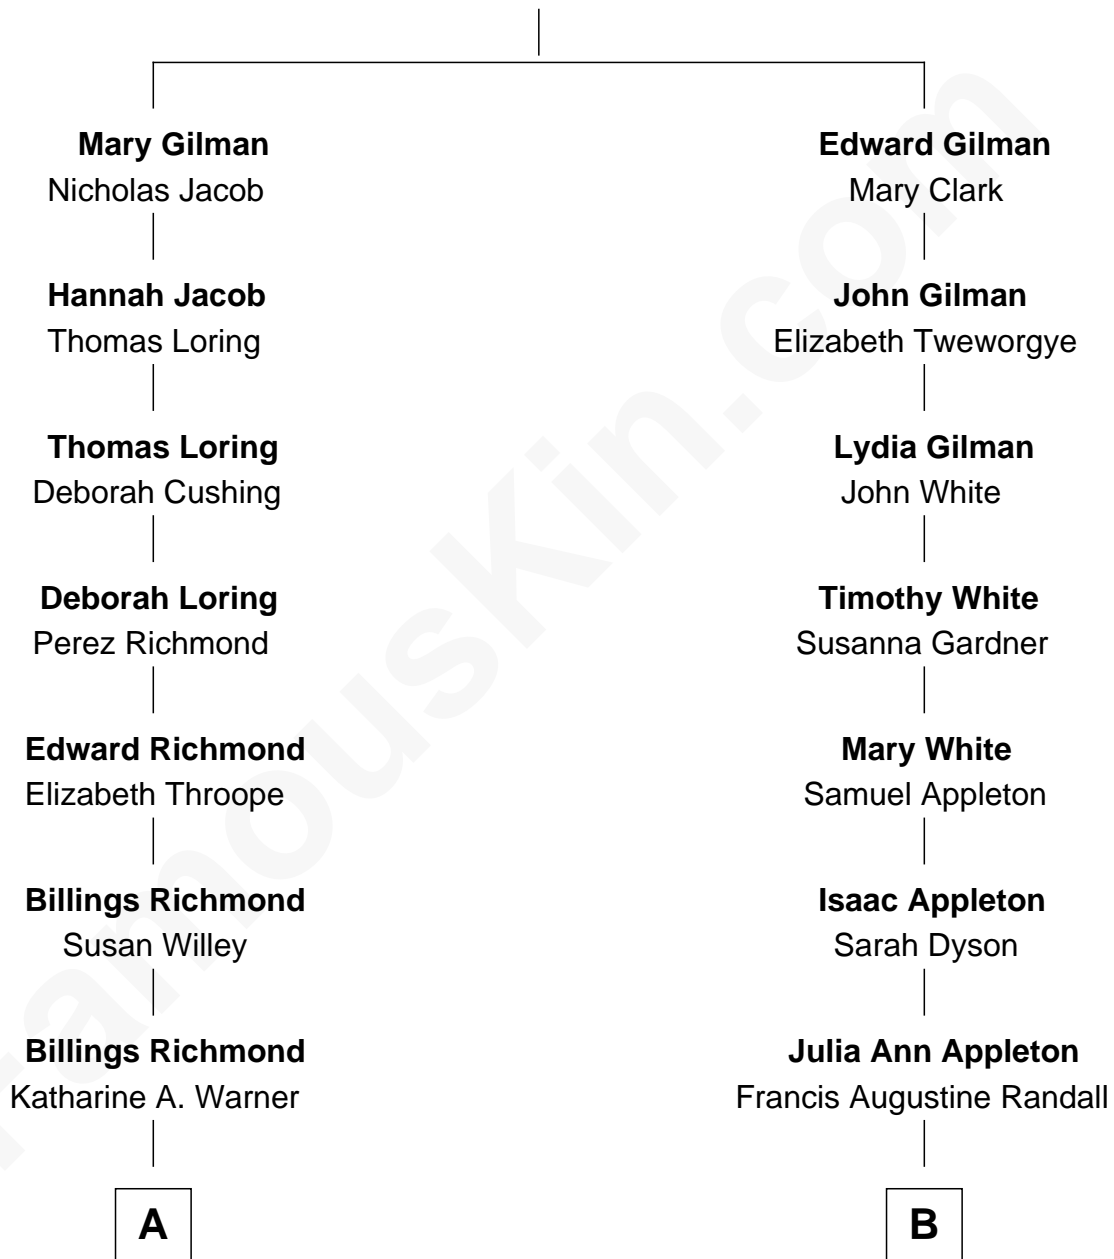 Mary Gilman
Nicholas Jacob
Hannah Jacob
Thomas Loring
Thomas Loring
Deborah Cushing
Deborah Loring
Perez Richmond
Edward Richmond
Elizabeth Throope
Billings Richmond
Susan Willey
Billings Richmond
Katharine A. Warner
A
Edward Gilman
Mary Clark
John Gilman
Elizabeth Tweworgye
Lydia Gilman
John White
Timothy White
Susanna Gardner
Mary White
Samuel Appleton
Isaac Appleton
Sarah Dyson
Julia Ann Appleton
Francis Augustine Randall
B
FamousKin.com